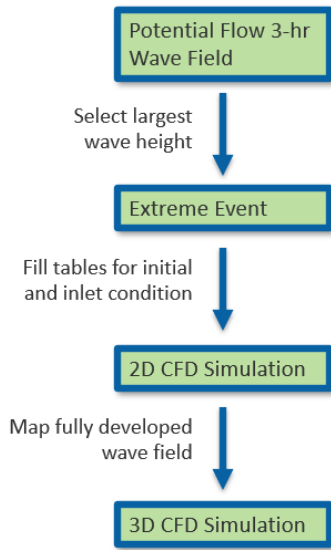 Potential Flow 3-hr
Wave Field
Select largest
wave height
Extreme Event
Fill tables for initial
and inlet condition
2D CFD Simulation
Map fully developed
wave field
3D CFD Simulation